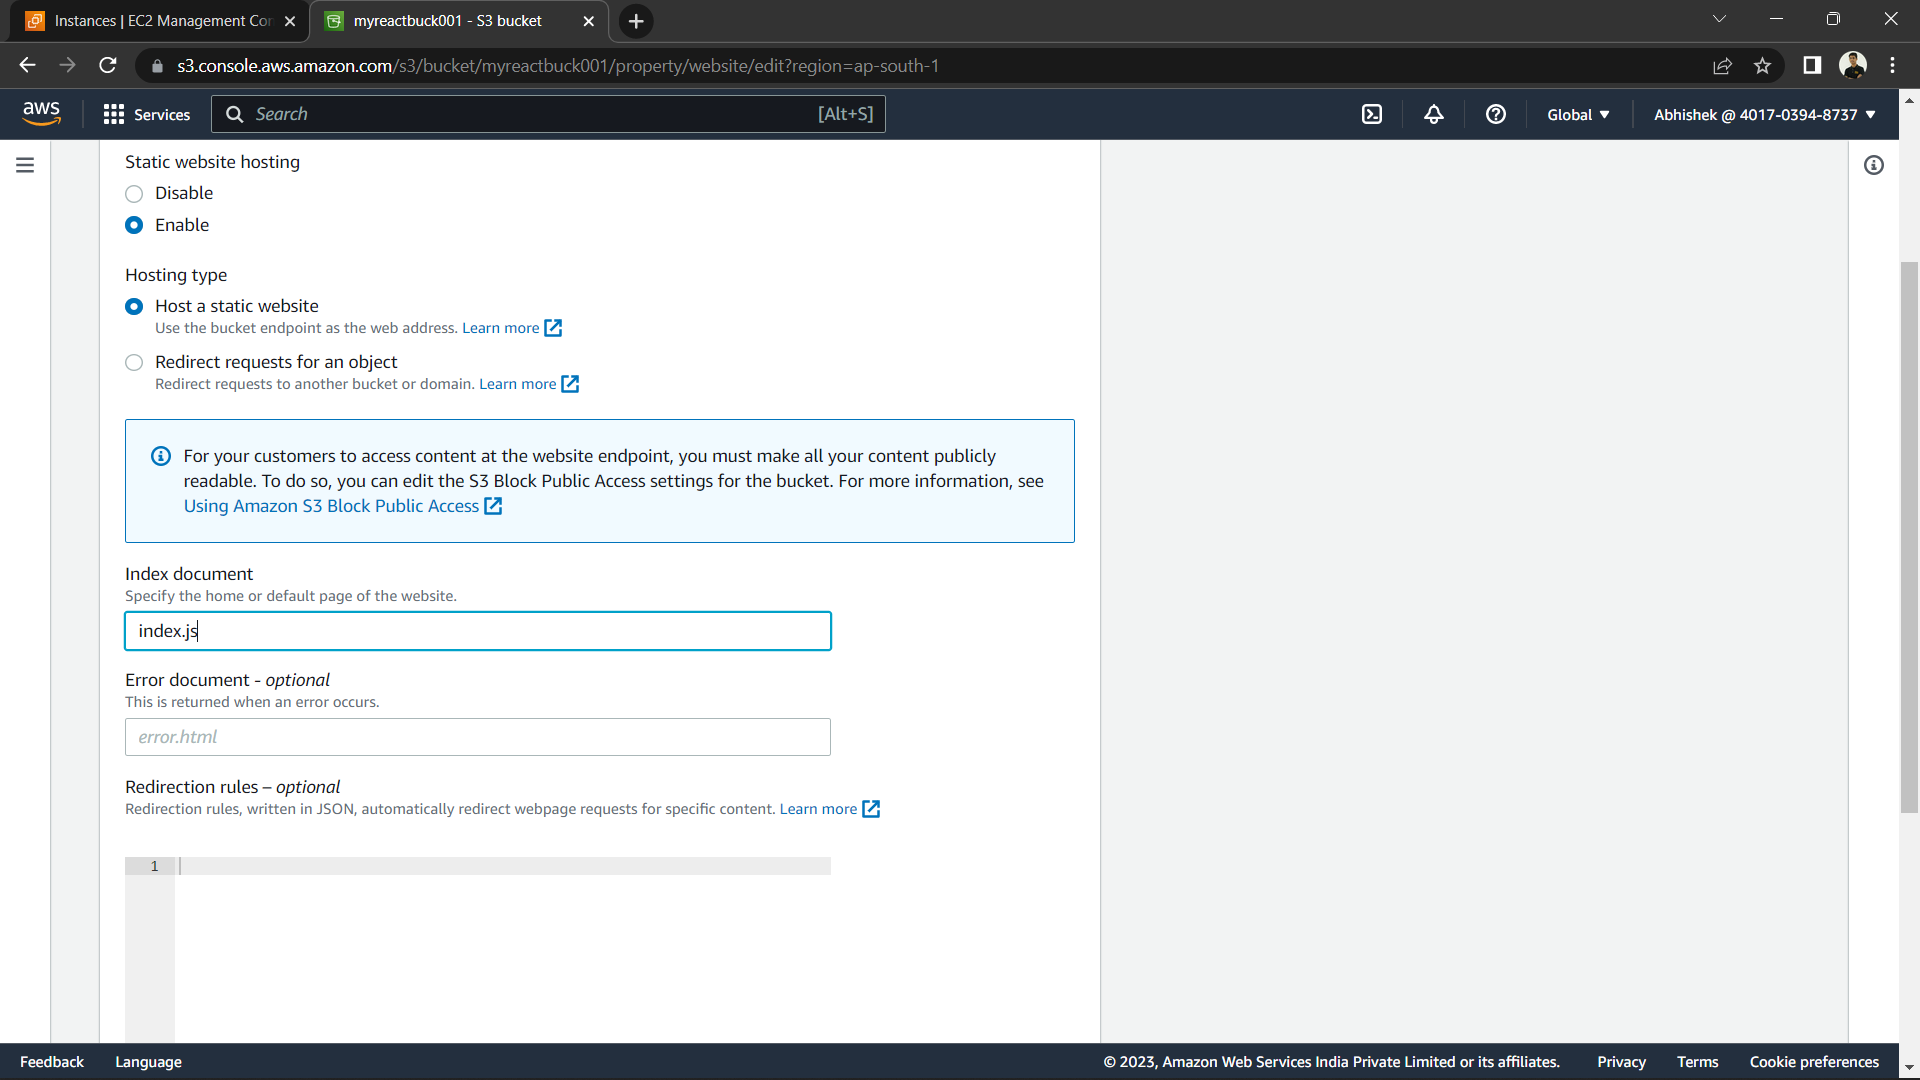 Instances | EC2 Management Con
myreactbuck001 - S3 bucket
s3.console.aws.amazon.com/s3/bucket/myreactbuck001/property/website/edit?region=ap-south-1
aws
Services
Search
[Alt+S]
Global
Abhishek @ 4017-0394-8737
Static website hosting
Disable
Enable
Hosting type
Host a static website
Use the bucket endpoint as the web address. Learn more
Redirect requests for an object
Redirect requests to another bucket or domain. Learn more
For your customers to access content at the website endpoint, you must make all your content publicly
readable. To do so, you can edit the S3 Block Public Access settings for the bucket. For more information, see
Using Amazon S3 Block Public Access
Index document
Specify the home or default page of the website.
index.js
Error document - optional
This is returned when an error occurs.
error.html
Redirection rules – optional
Redirection rules, written in JSON, automatically redirect webpage requests for specific content. Learn more
1
Feedback
Language
© 2023, Amazon Web Services India Private Limited or its affiliates.
Privacy
Terms
Cookie preferences